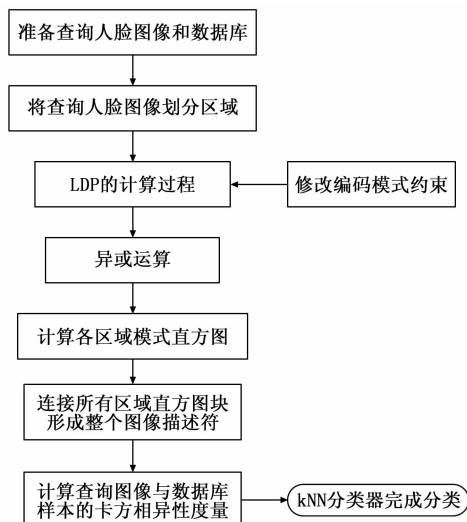 准备查询人脸图像和数据库
将查询人脸图像划分区域
LDP的计算过程
修改编码模式约束
异或运算
计算各区域模式直方图
连接所有区域直方图块
形成整个图像描述符
计算查询图像与数据库
样本的卡方相异性度量
kNN分类器完成分类